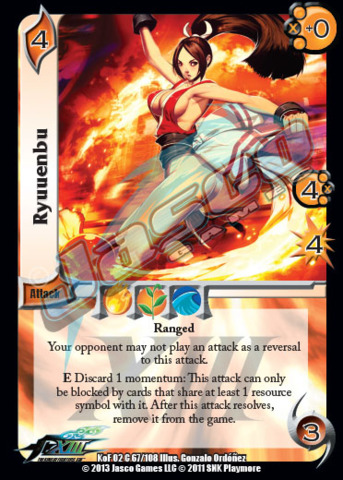 4
+0
Ryuuenbu
Jasco
GAMES
4
4
Attack
Ranged
Your opponent may not play an attack as a reversal
to this attack.
E Discard 1 momentum: This attack can only
be blocked by cards that share at least 1 resource
symbol with it. After this attack resolves,
remove it from the game.
XIII
3
KoF 02 C 67/108 Illus. Gonzalo Ordóñez
© 2013 Jasco Games LLC © 2011 SNK Playmore